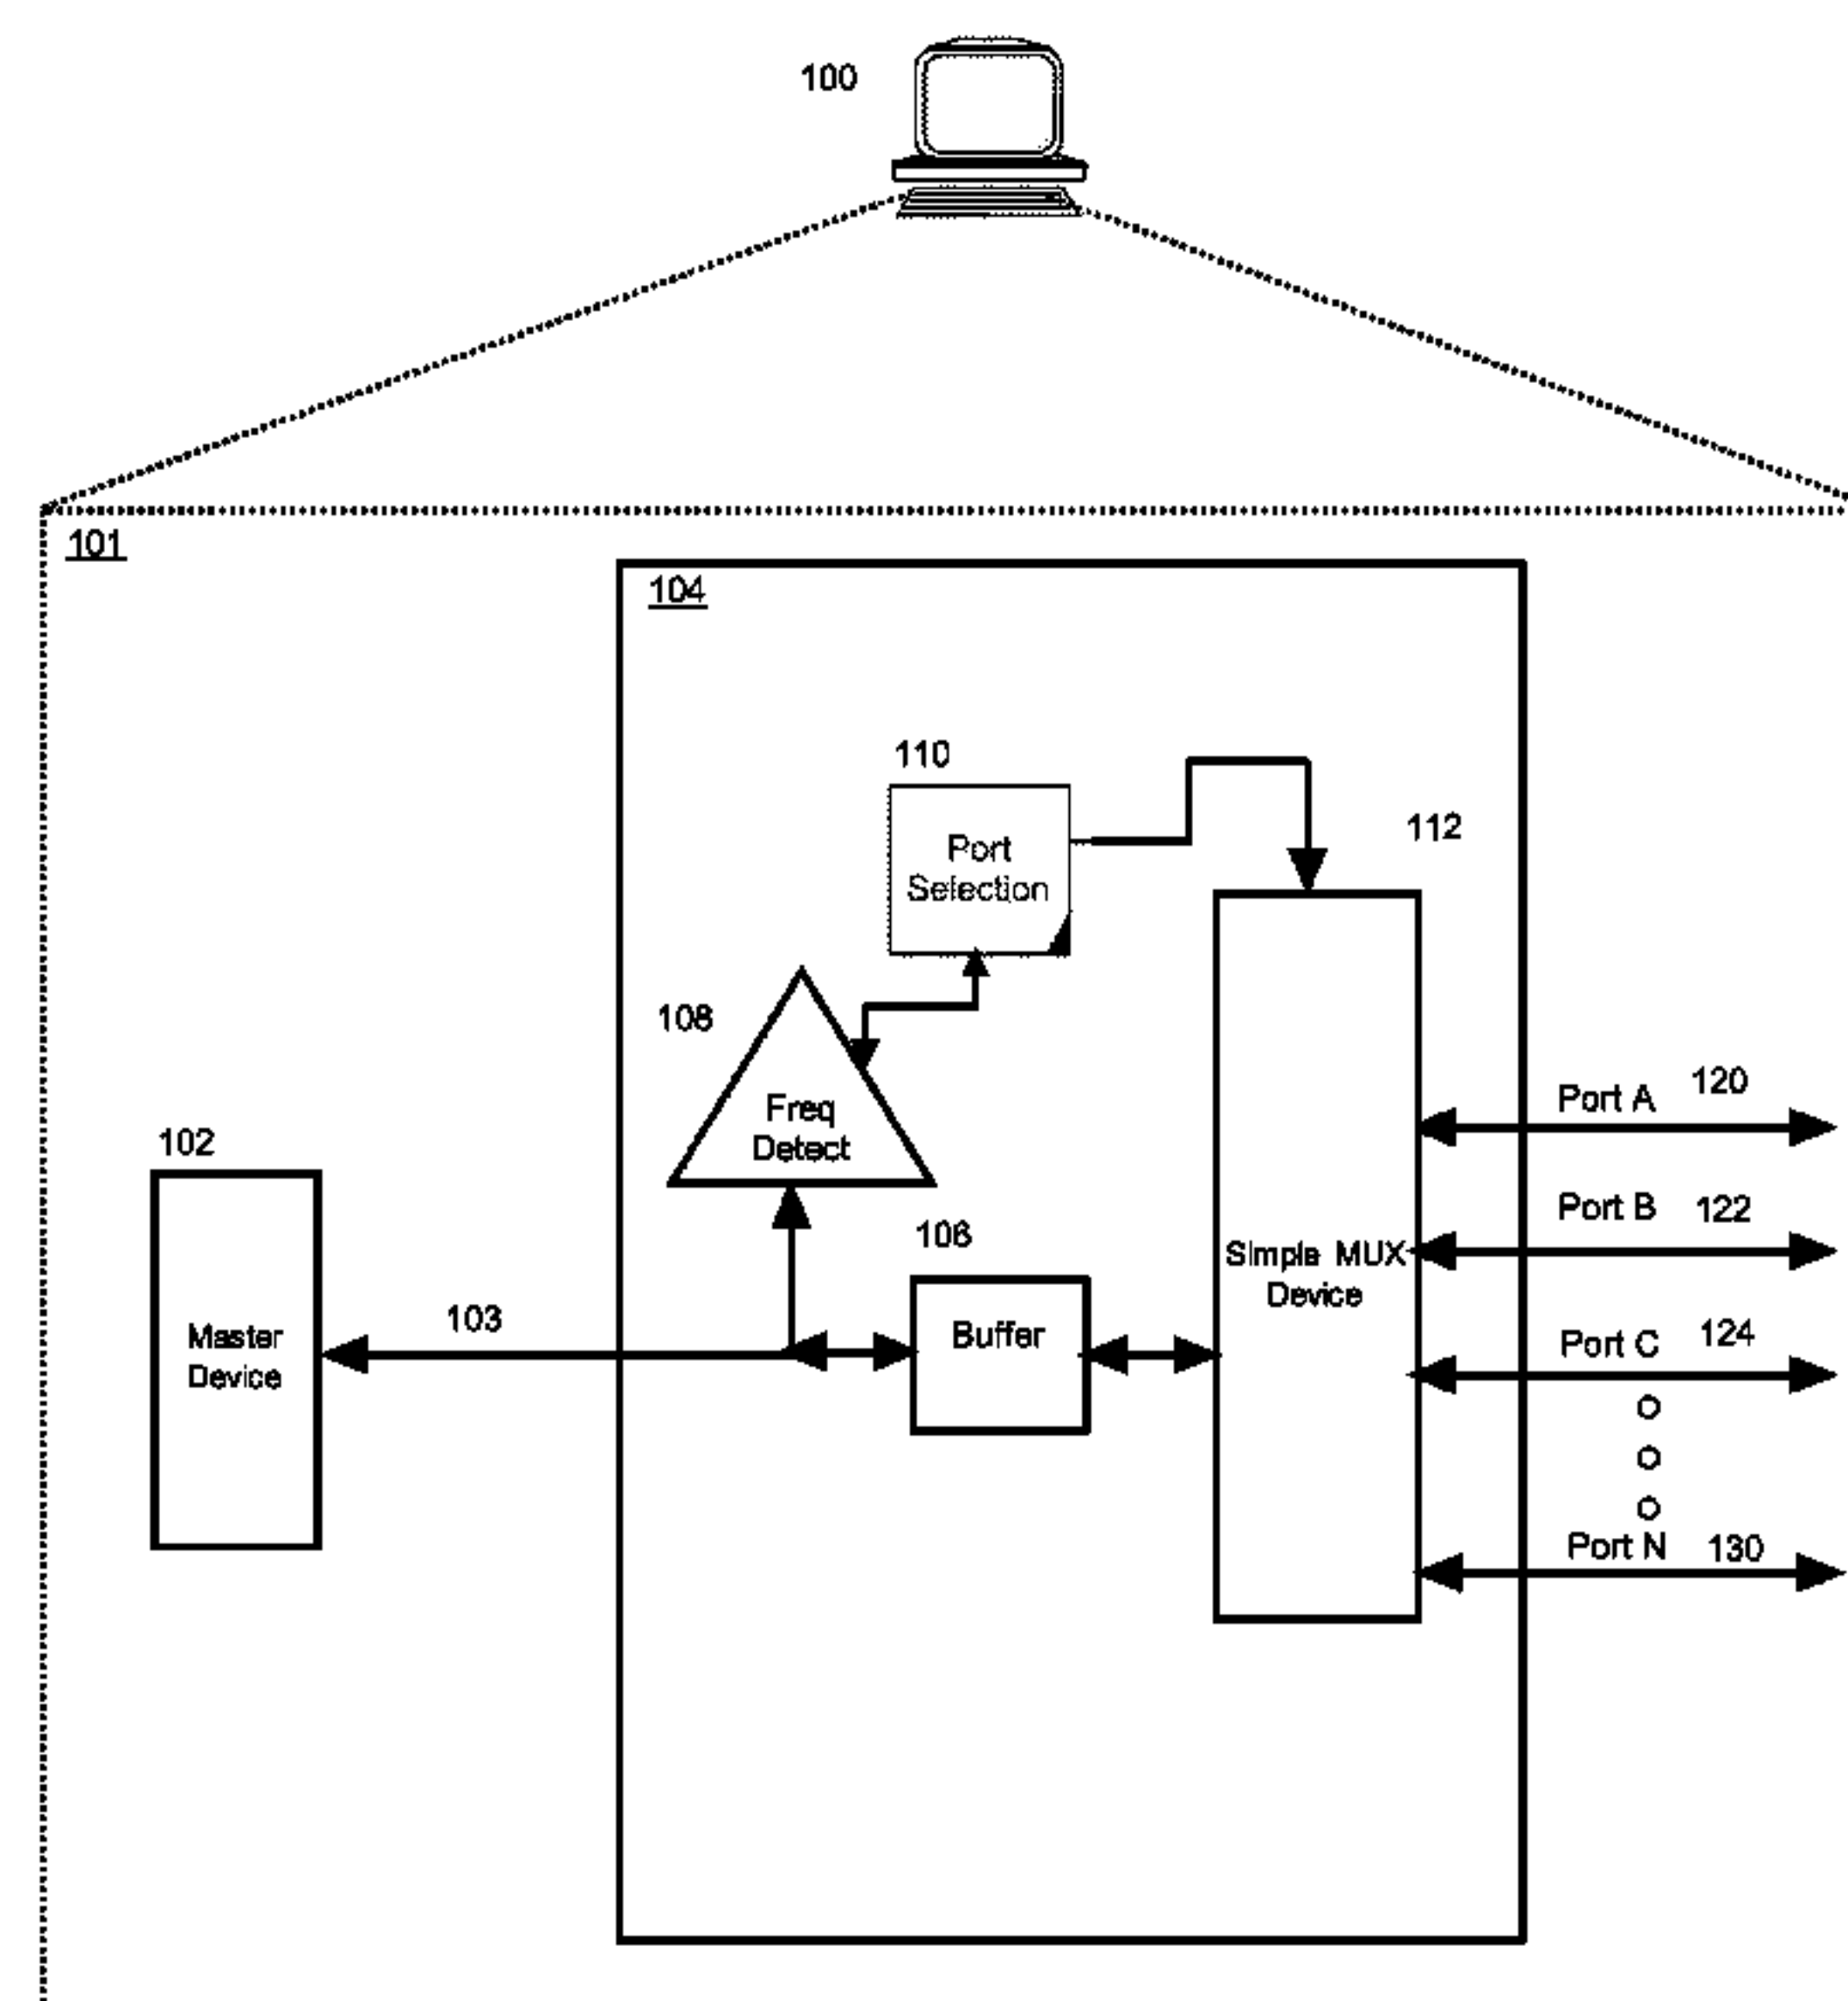 100
101
104
110
Port
Selection
112
108
Freq
Detect
Port A 120
102
106
Port B 122
Simple MUX
Device
103
Buffer
Master
Device
Port C 124
Port N 130